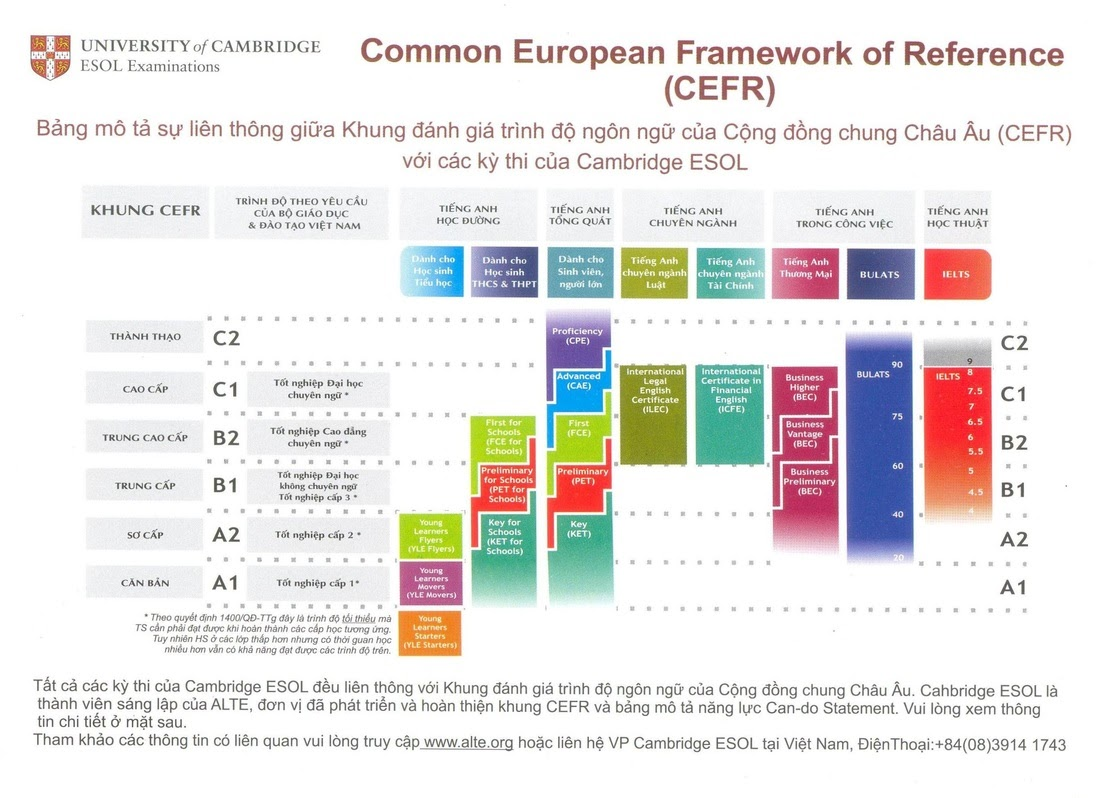 UNIVERSITY of CAMBRIDGE
ESOL Examinations
Common European Framework of Reference
(CEFR)
Bảng mô tả sự liên thông giữa Khung đánh giá trình độ ngôn ngữ của Cộng đồng chung Châu Âu (CEFR)
với các kỳ thi của Cambridge ESOL
KHUNG CEFR
TRÌNH ĐỘ THEO YÊU CẦU
CỦA BỘ GIÁO DỤC
& ĐÀO TẠO VIỆT NAM
TIẾNG ANH
HỌC ĐƯỜNG
TIẾNG ANH
TỔNG QUÁT
TIẾNG ANH
CHUYÊN NGÀNH
TIẾNG ANH
TRONG CÔNG VIỆC
TIẾNG ANH
HỌC THUẬT
Dành cho
Học sinh
Tiểu học
Dành cho
Học sinh
THCS & THPT
Dành cho
Sinh viên,
người lớn
Tiếng Anh
chuyên ngành
Luật
Tiếng Anh
chuyên ngành
Tài Chính
Tiếng Anh
Thương Mại
BULATS
IELTS
THÀNH THẠO
C2
Proficiency
(CPE)
C2
CAO CẤP
C1
Tốt nghiệp Đại học
chuyên ngữ *
Advanced
(CAE)
International
Legal
English
Certificate
(ILEC)
International
Certificate in
Financial
English
(ICFE)
Business
Higher
(BEC)
BULATS
90
IELTS
9
8
7.5
7
C1
TRUNG CAO CẤP
B2
Tốt nghiệp Cao đẳng
chuyên ngữ *
First for
Schools
(FCE for
Schools)
First
(FCE)
Business
Vantage
(BEC)
75
6.5
6
5.5
B2
TRUNG CẤP
B1
Tốt nghiệp Đại học
không chuyên ngữ
Tốt nghiệp cấp 3 *
Preliminary
for Schools
(PET for
Schools)
Preliminary
(PET)
Business
Preliminary
(BEC)
60
5
4.5
4
B1
SƠ CẤP
A2
Tốt nghiệp cấp 2 *
Young
Learners
Flyers
(YLE Flyers)
Key for
Schools
(KET for
Schools)
Key
(KET)
40
20
A2
CĂN BẢN
A1
Tốt nghiệp cấp 1*
Young
Learners
Movers
(YLE Movers)
A1
Young
Learners
Starters
(YLE Starters)
* Theo quyết định 1400/QĐ-TTg đây là trình độ tối thiểu mà
TS cần phải đạt được khi hoàn thành các cấp học tương ứng.
Tuy nhiên HS ở các lớp thấp hơn nhưng có thời gian học
nhiều hơn vẫn có khả năng đạt được các trình độ trên.
Tất cả các kỳ thi của Cambridge ESOL đều liên thông với Khung đánh giá trình độ ngôn ngữ của Cộng đồng chung Châu Âu. Cahbridge ESOL là
thành viên sáng lập của ALTE, đơn vị đã phát triển và hoàn thiện khung CEFR và bảng mô tả năng lực Can-do Statement. Vui lòng xem thông
tin chi tiết ở mặt sau.
Tham khảo các thông tin có liên quan vui lòng truy cập www.alte.org hoặc liên hệ VP Cambridge ESOL tại Việt Nam, ĐiệnThoại:+84(08)3914 1743